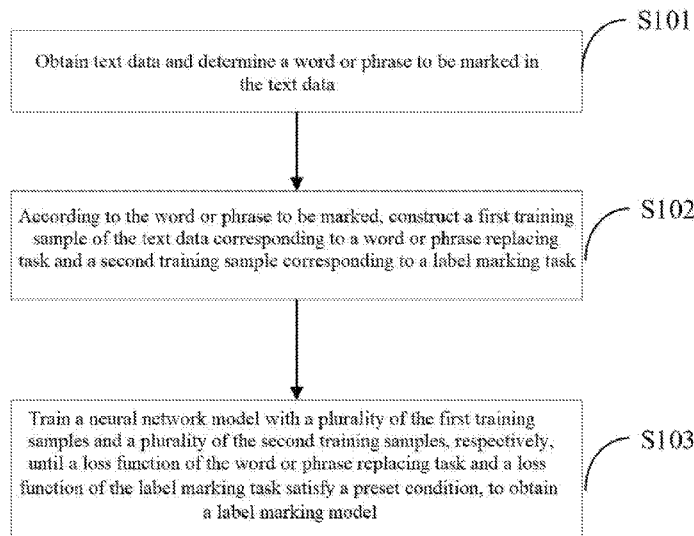 S101
Obtain text data and determine a word or phrase to be marked in
the text data
S102
According to the word or phrase to be marked, construct a first training
sample of the text data corresponding to a word or phrase replacing
task and a second training sample corresponding to a label marking task
Train a neural network model with a plurality of the first training
samples and a plurality of the second training samples, respectively,
until a loss function of the word or phrase replacing task and a loss
function of the label marking task satisfy a preset condition, to obtain
a label marking model
S103